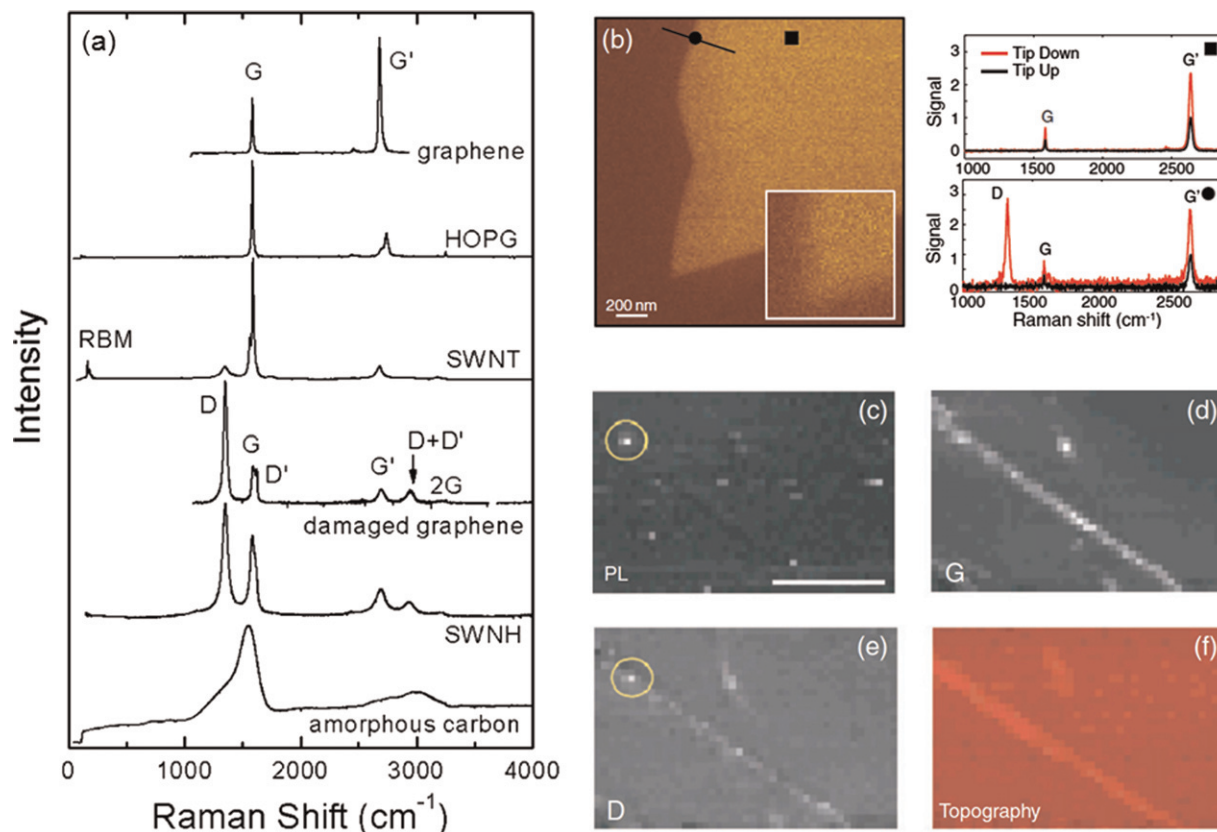 (a)
G
G'
graphene
HOPG
RBM
SWNT
D
G
D'
G'
D+D'
2G
damaged graphene
SWNH
amorphous carbon
Intensity
0 1000 2000 3000 4000
Raman Shift (cm⁻¹)
(b)
200 nm
3
2
1
0
Signal
Tip Down
Tip Up
G
G'
1000 1500 2000 2500
3
2
1
0
Signal
D
G
G'
1000 1500 2000 2500
Raman shift (cm⁻¹)
(c)
PL
(d)
G
(e)
D
(f)
Topography